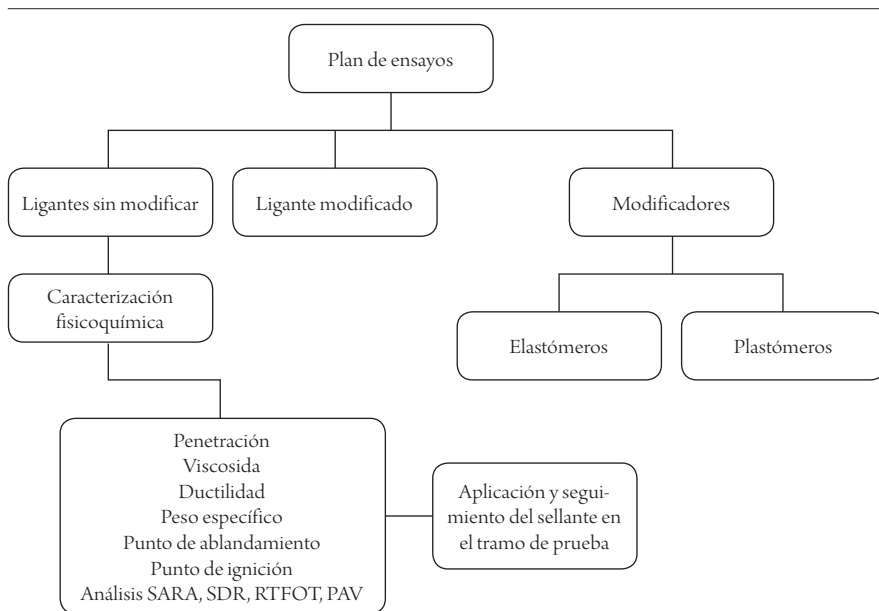 Plan de ensayos
Ligantes sin modificar
Ligante modificado
Modificadores
Caracterización
fisicoquímica
Elastómeros
Plastómeros
Penetración
Viscosida
Ductilidad
Peso específico
Punto de ablandamiento
Punto de ignición
Análisis SARA, SDR, RTFOT, PAV
Aplicación y segui-
miento del sellante en
el tramo de prueba